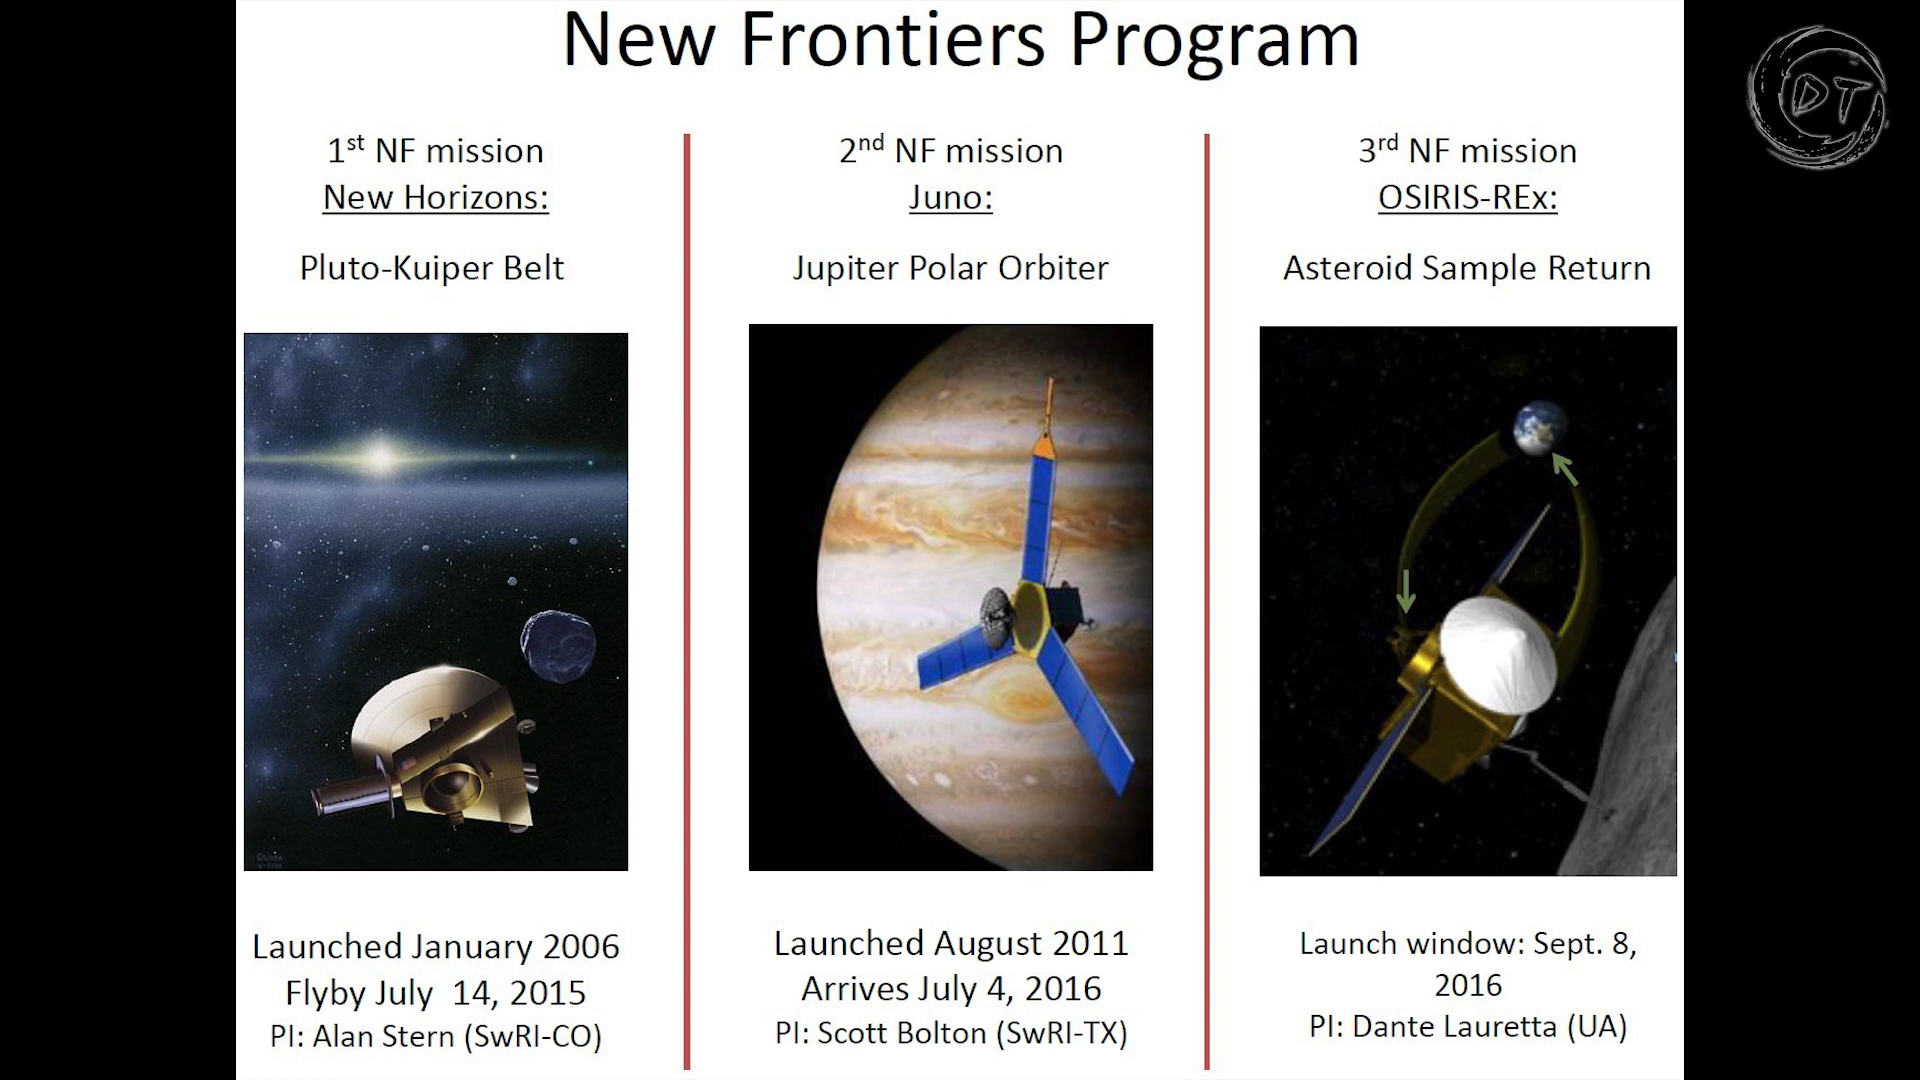 New Frontiers Program
1st NF mission
New Horizons:
Pluto-Kuiper Belt
Launched January 2006
Flyby July 14, 2015
PI: Alan Stern (SwRI-CO)
2nd NF mission
Juno:
Jupiter Polar Orbiter
Launched August 2011
Arrives July 4, 2016
PI: Scott Bolton (SwRI-TX)
3rd NF mission
OSIRIS-REx:
Asteroid Sample Return
Launch window: Sept. 8,
2016
PI: Dante Lauretta (UA)
DT